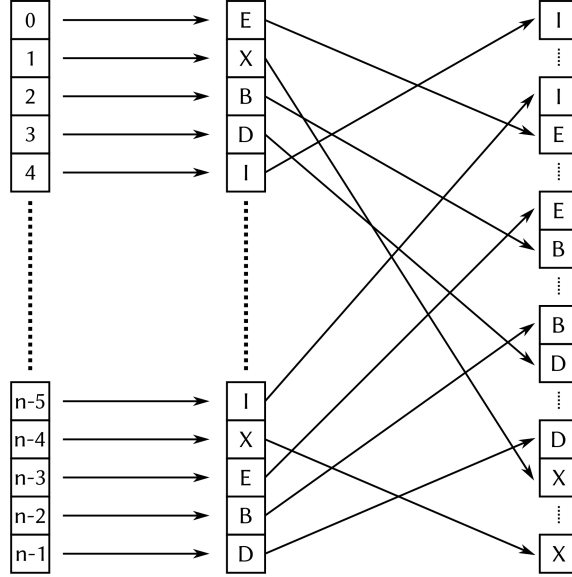 0 E I
1 X
2 B I
3 D E
4 I
E
B
B
D
n-5 I
n-4 X D
n-3 E X
n-2 B
n-1 D X